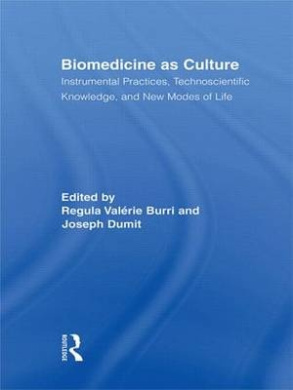 Biomedicine as Culture
Instrumental Practices, Technoscientific
Knowledge, and New Modes of Life
Edited by
Regula Valérie Burri and
Joseph Dumit
ROUTLEDGE